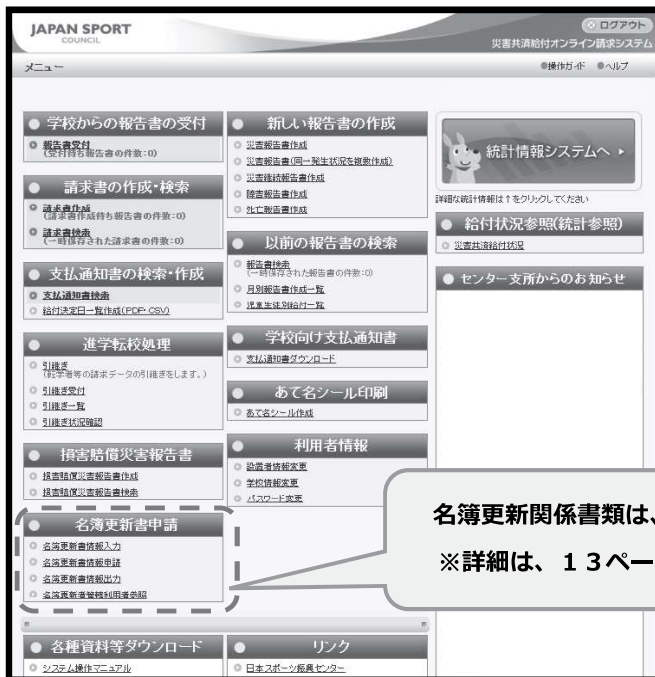 JAPAN SPORT
COUNCIL
ログアウト
災害共済給付オンライン請求システム
メニュー
操作ガイド ヘルプ
学校からの報告書の受付
報告書受付
(受付待ち報告書の件数:0)
請求書の作成・検索
請求書作成
(請求書作成待ち報告書の件数:0)
請求書検索
(一時保存された請求書の件数:0)
支払通知書の検索・作成
支払通知書検索
給付決定日一覧作成(PDF・CSV)
進学転校処理
引継ぎ
(転学者等の請求データの引継ぎをします。)
引継ぎ受付
引継ぎ一覧
引継ぎ状況確認
損害賠償災害報告書
損害賠償災害報告書作成
損害賠償災害報告書検索
名簿更新書申請
名簿更新書情報入力
名簿更新書情報申請
名簿更新書情報出力
名簿更新者管轄利用者参照
各種資料等ダウンロード
システム操作マニュアル
新しい報告書の作成
災害報告書作成
災害報告書(同一発生状況を複数作成)
災害継続報告書作成
障害報告書作成
死亡報告書作成
以前の報告書の検索
報告書検索
(一時保存された報告書の件数:0)
月別報告書作成一覧
児童生徒別給付一覧
学校向け支払通知書
支払通知書ダウンロード
あて名シール印刷
あて名シール作成
利用者情報
設置者情報変更
学校情報変更
パスワード変更
リンク
日本スポーツ振興センター
統計情報システムへ
詳細な統計情報は↑をクリックしてください
給付状況参照(統計参照)
災害共済給付状況
センター支所からのお知らせ
名簿更新関係書類は、
※詳細は、13ペー